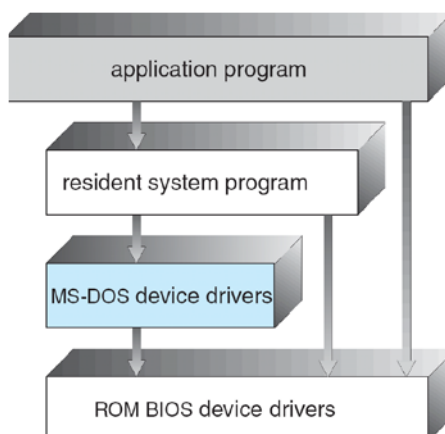 application program
resident system program
MS-DOS device drivers
ROM BIOS device drivers